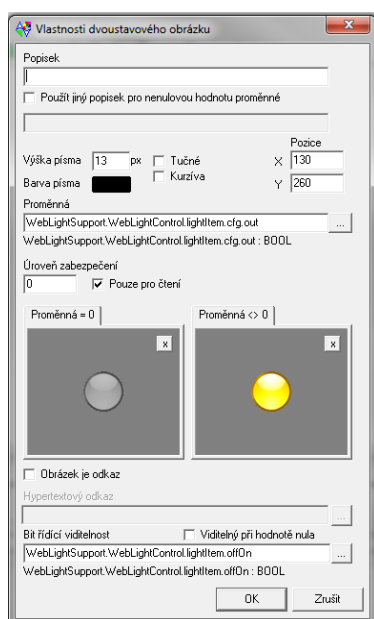 Vlastnosti dvoustavového obrázku
Popisek
Použít jiný popisek pro nenulovou hodnotu proměnné
Pozice
Výška písma 13 px Tučné X 130
Barva písma Kurzíva Y 260
Proměnná
WebLightSupport.WebLightControl.lightItem.cfg.out ...
WebLightSupport.WebLightControl.lightItem.cfg.out : BOOL
Úroveň zabezpečení
0 Pouze pro čtení
Proměnná = 0 Proměnná <> 0
x x
Obrázek je odkaz
Hypertextový odkaz
...
Bit řídící viditelnost Viditelný při hodnotě nula
WebLightSupport.WebLightControl.lightItem.offOn ...
WebLightSupport.WebLightControl.lightItem.offOn : BOOL
OK Zrušit